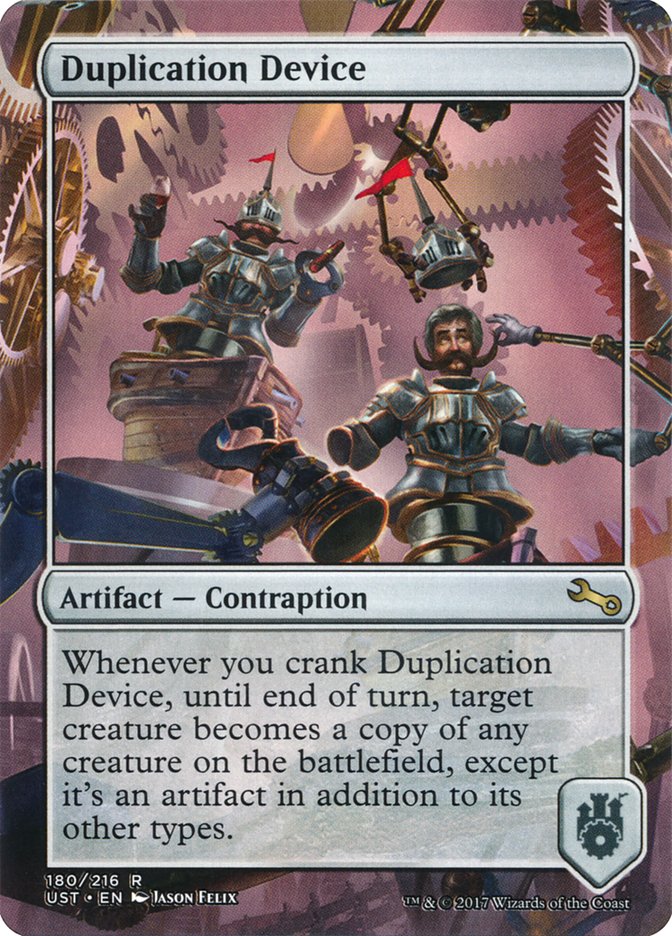 Duplication Device
Artifact — Contraption
Whenever you crank Duplication
Device, until end of turn, target
creature becomes a copy of any
creature on the battlefield, except
it's an artifact in addition to its
other types.
180/216 R
UST • EN Jason Felix
™ & © 2017 Wizards of the Coast